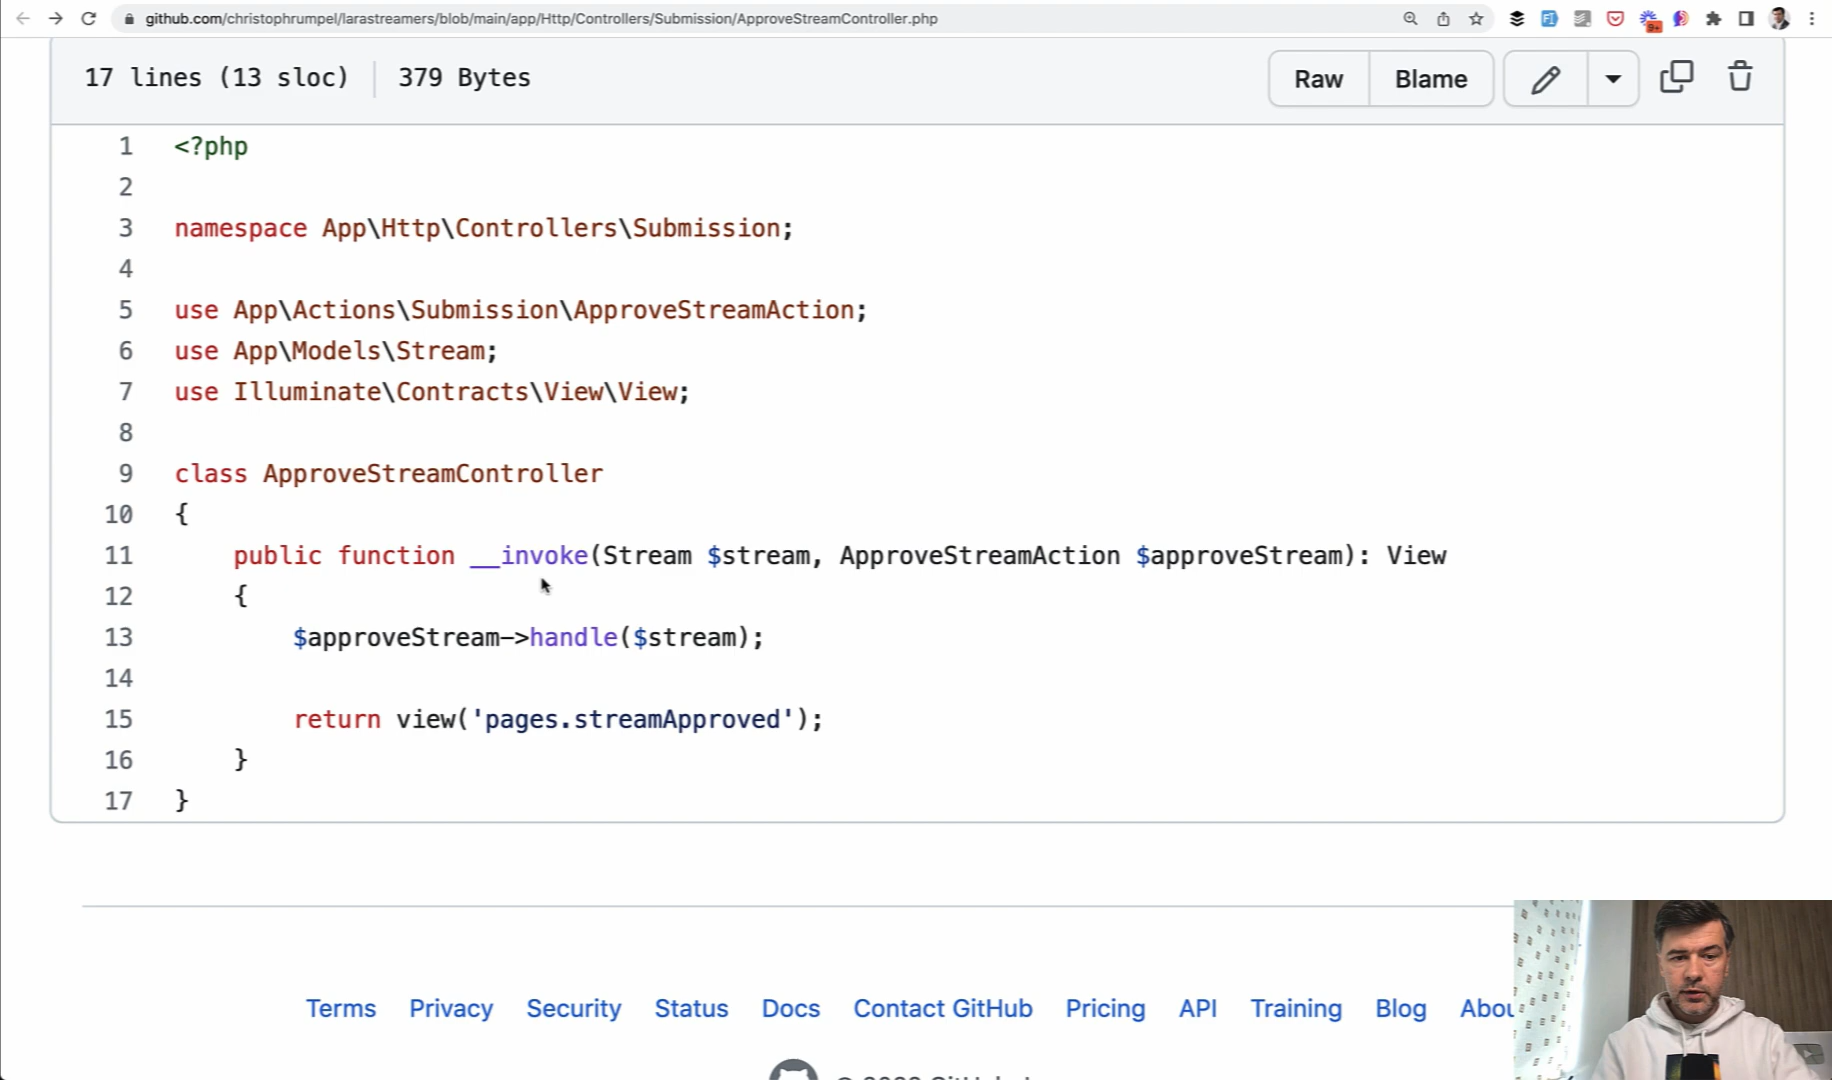 github.com/christophrumpel/larastreamers/blob/main/app/Http/Controllers/Submission/ApproveStreamController.php
9+
17 lines (13 sloc) 379 Bytes Raw Blame
1 <?php
2
3 namespace App\Http\Controllers\Submission;
4
5 use App\Actions\Submission\ApproveStreamAction;
6 use App\Models\Stream;
7 use Illuminate\Contracts\View\View;
8
9 class ApproveStreamController
10 {
11 public function __invoke(Stream $stream, ApproveStreamAction $approveStream): View
12 {
13 $approveStream->handle($stream);
14
15 return view('pages.streamApproved');
16 }
17 }
Terms Privacy Security Status Docs Contact GitHub Pricing API Training Blog Abou